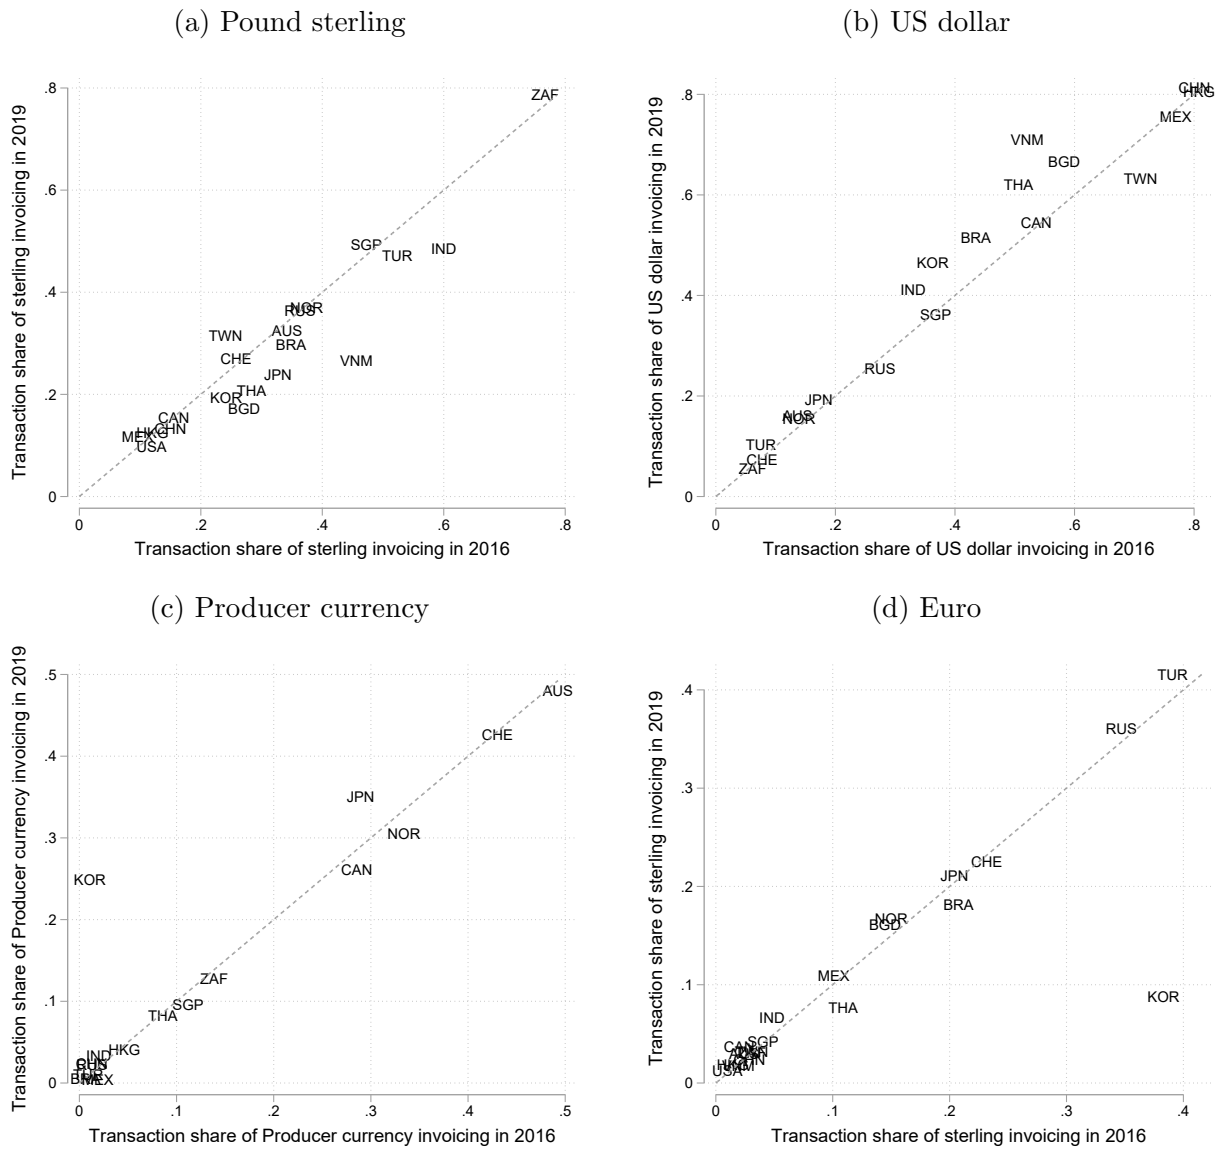 (a) Pound sterling
Transaction share of sterling invoicing in 2019
.8
.6
.4
.2
0
ZAF
SGP
TUR
IND
NOR
RUS
AUS
TWN
BRA
CHE
VNM
JPN
THA
KOR
BGD
CAN
CHN
HKG
MEX
USA
0 .2 .4 .6 .8
Transaction share of sterling invoicing in 2016
(b) US dollar
Transaction share of US dollar invoicing in 2019
.8
.6
.4
.2
0
CHN
HKG
MEX
VNM
BGD
THA
TWN
CAN
BRA
KOR
IND
SGP
RUS
JPN
AUS
NOR
TUR
CHE
ZAF
0 .2 .4 .6 .8
Transaction share of US dollar invoicing in 2016
(c) Producer currency
Transaction share of Producer currency invoicing in 2019
.5
.4
.3
.2
.1
0
AUS
CHE
JPN
NOR
CAN
KOR
ZAF
SGP
THA
HKG
IND
CHN
RUS
TUR
BRA
MEX
0 .1 .2 .3 .4 .5
Transaction share of Producer currency invoicing in 2016
(d) Euro
Transaction share of sterling invoicing in 2019
.4
.3
.2
.1
0
TUR
RUS
CHE
JPN
BRA
NOR
BGD
MEX
KOR
THA
IND
SGP
CAN
CHN
HKG
VNM
USA
0 .1 .2 .3 .4
Transaction share of sterling invoicing in 2016